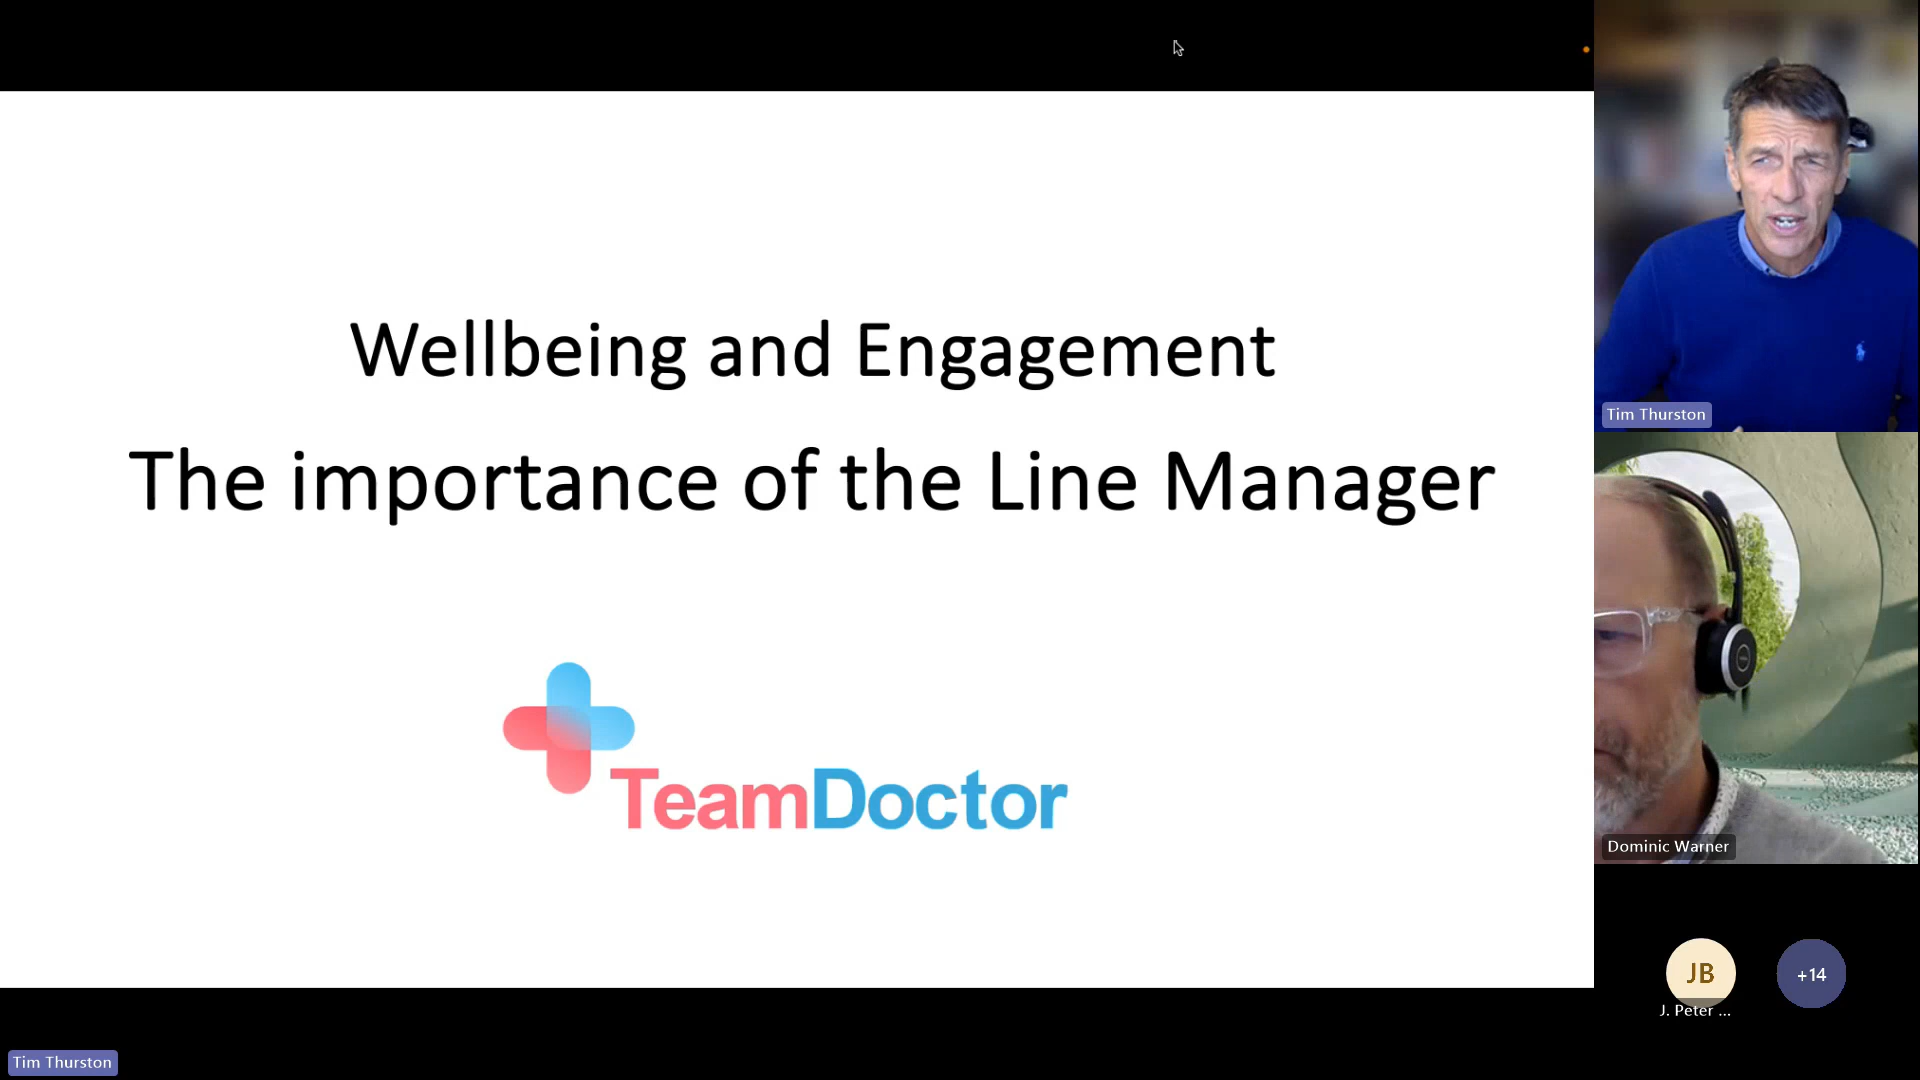 Wellbeing and Engagement
The importance of the Line Manager
TeamDoctor
Tim Thurston
Dominic Warner
JB
+14
J. Peter ...
Tim Thurston